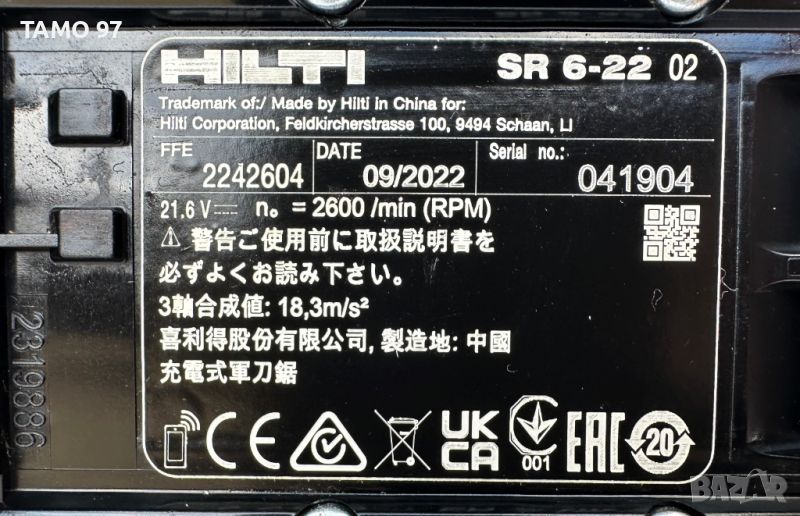 TAMO 97
HILTI SR 6-22 02
Trademark of:/ Made by Hilti in China for:
Hilti Corporation, Feldkircherstrasse 100, 9494 Schaan, LI
FFE DATE Serial no.:
2242604 09/2022 041904
21.6 V n₀ = 2600 /min (RPM)
警告ご使用前に取扱説明書を
必ずよくお読み下さい。
3軸合成値: 18,3m/s²
喜利得股份有限公司, 製造地: 中國
充電式軍刀鋸
2319886
CE UK CA 001 EAC 20
BAZAR